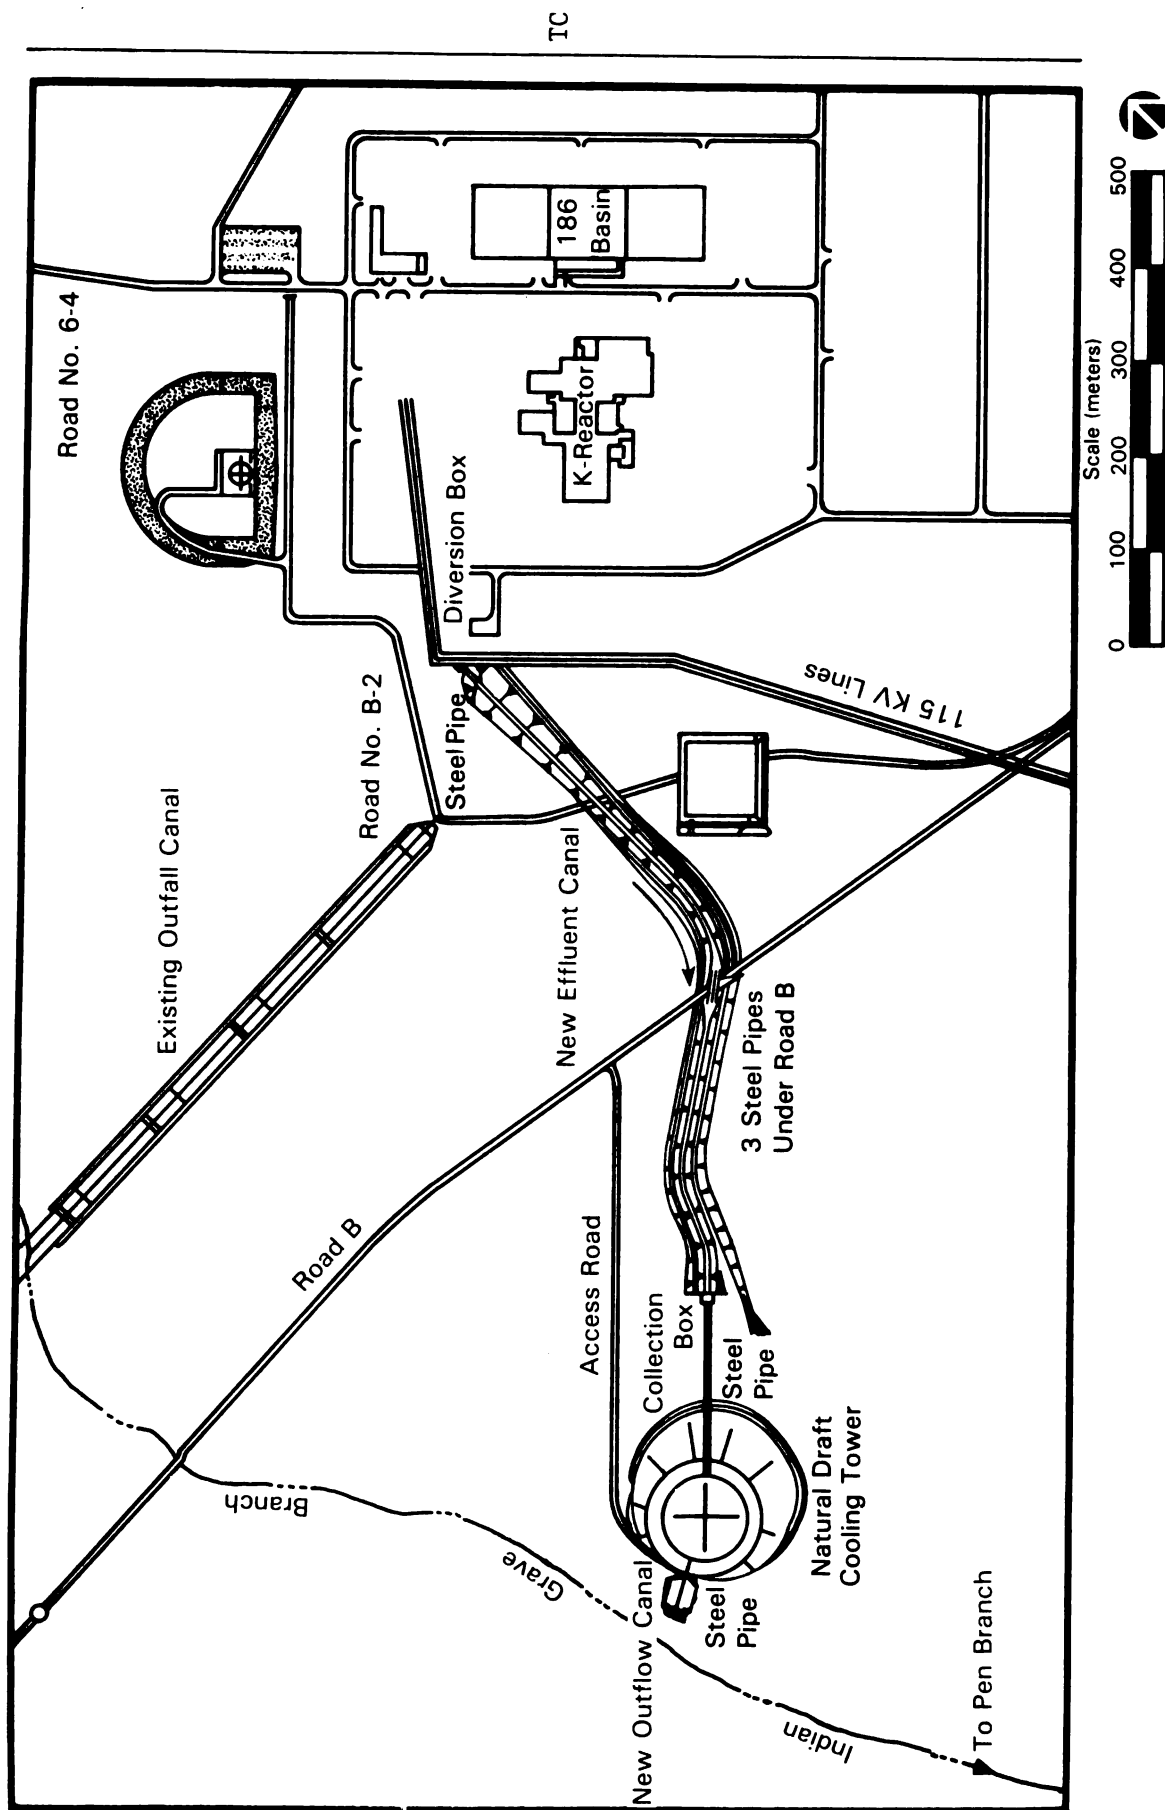 TC
Road No. 6-4
186
Basin
K-Reactor
Diversion Box
Road No. B-2
Steel Pipe
115 KV Lines
Existing Outfall Canal
New Effluent Canal
3 Steel Pipes
Under Road B
Road B
Access Road
Collection
Box
Steel
Pipe
Natural Draft
Cooling Tower
New Outflow Canal
Steel
Pipe
Indian
Grave
Branch
To Pen Branch
0 100 200 300 400 500
Scale (meters)